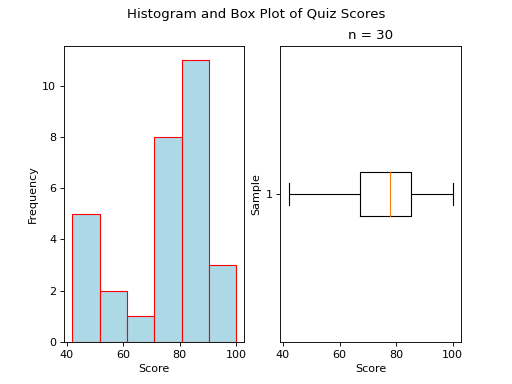 Histogram and Box Plot of Quiz Scores
n = 30
10
8
6
4
2
0
Frequency
40 60 80 100
Score
Sample
1
40 60 80 100
Score